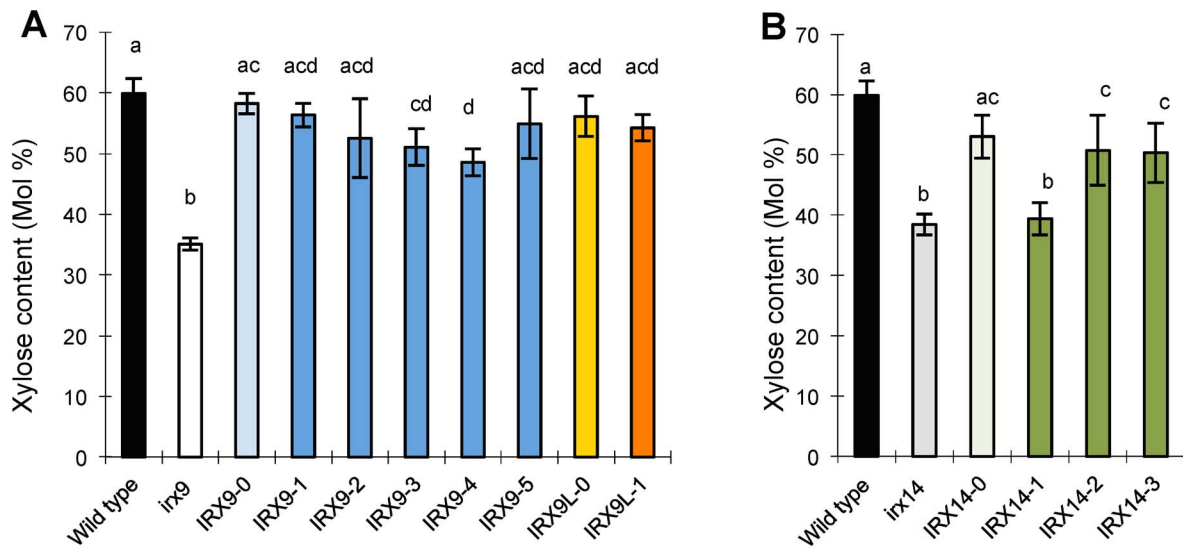 A
Xylose content (Mol %)
70
60
50
40
30
20
10
0
a
b
ac
acd
acd
cd
d
acd
acd
acd
Wild type
irx9
IRX9-0
IRX9-1
IRX9-2
IRX9-3
IRX9-4
IRX9-5
IRX9L-0
IRX9L-1
B
Xylose content (Mol %)
70
60
50
40
30
20
10
0
a
b
ac
b
c
c
Wild type
irx14
IRX14-0
IRX14-1
IRX14-2
IRX14-3